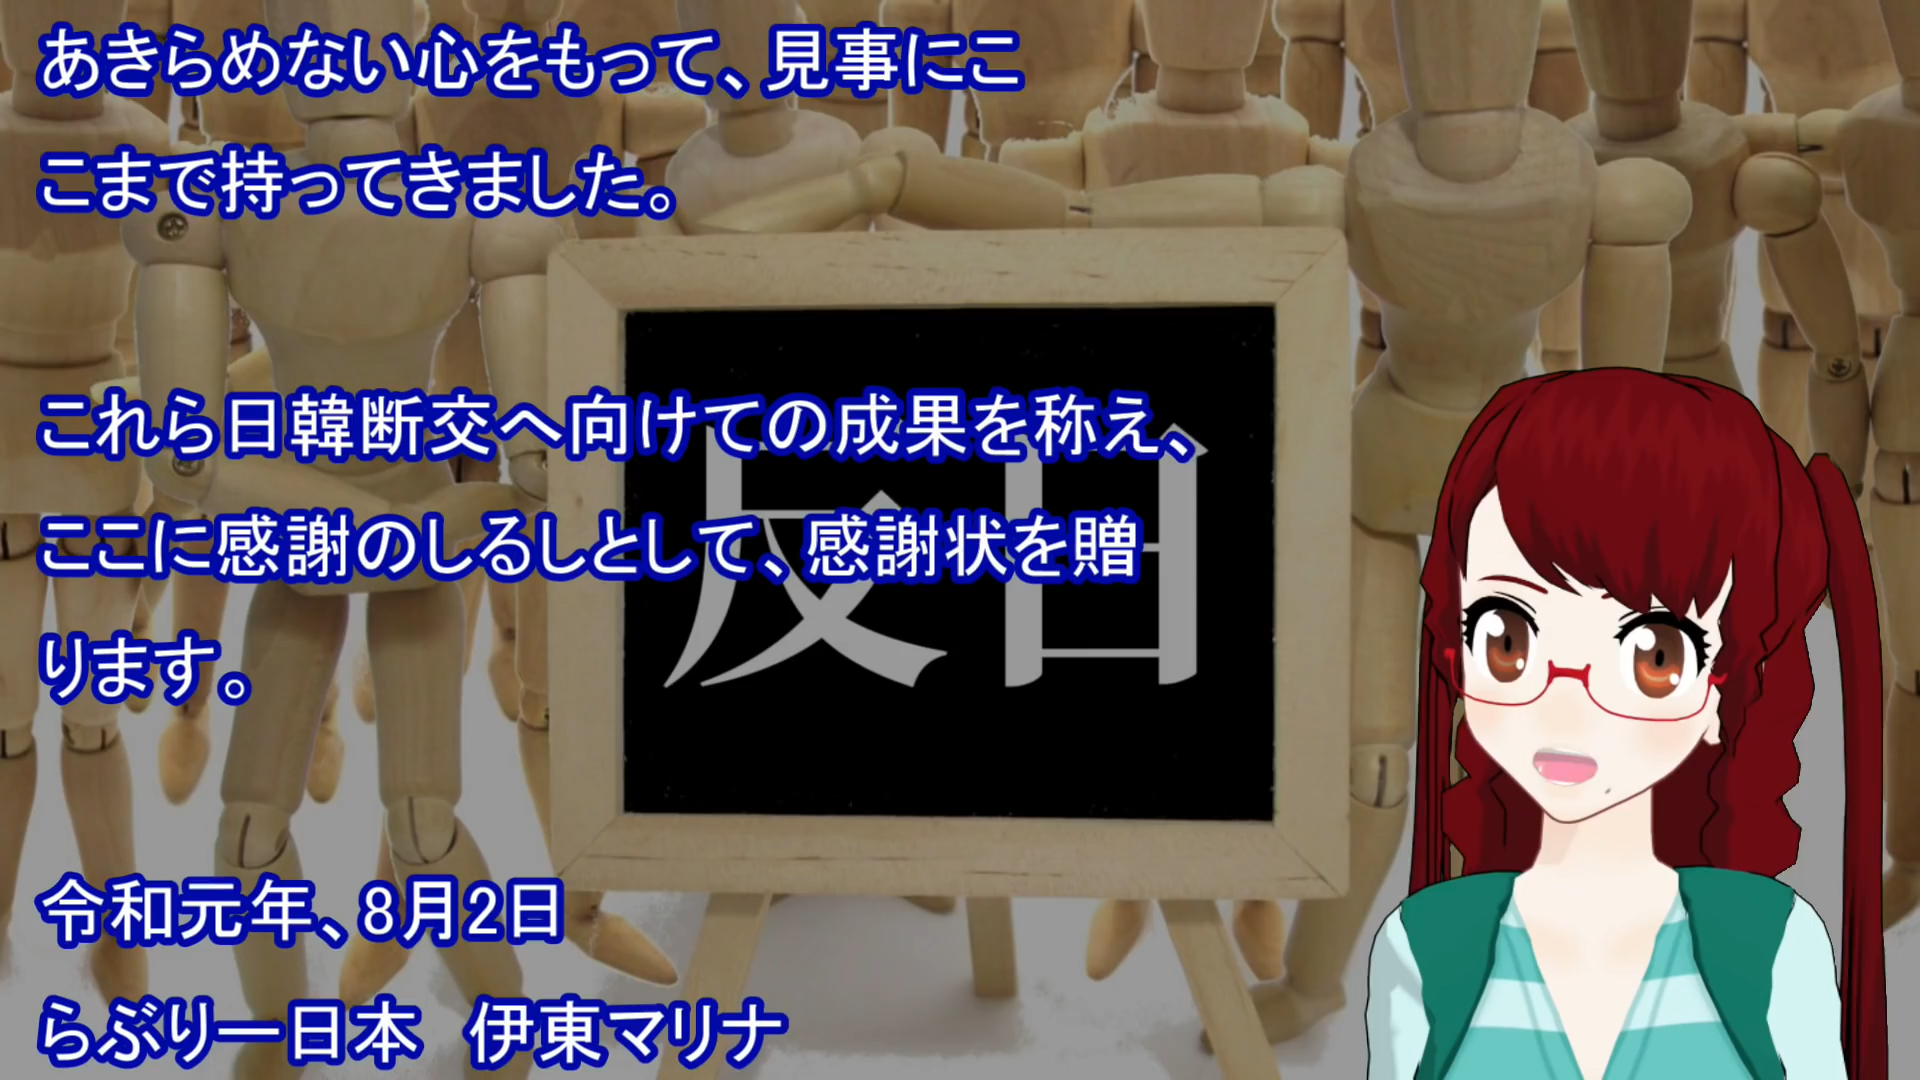 あきらめない心をもって、見事にこ
こまで持ってきました。
これら日韓断交へ向けての成果を称え、
ここに感謝のしるしとして、感謝状を贈
ります。
反日
令和元年、8月2日
らぶりー日本　伊東マリナ